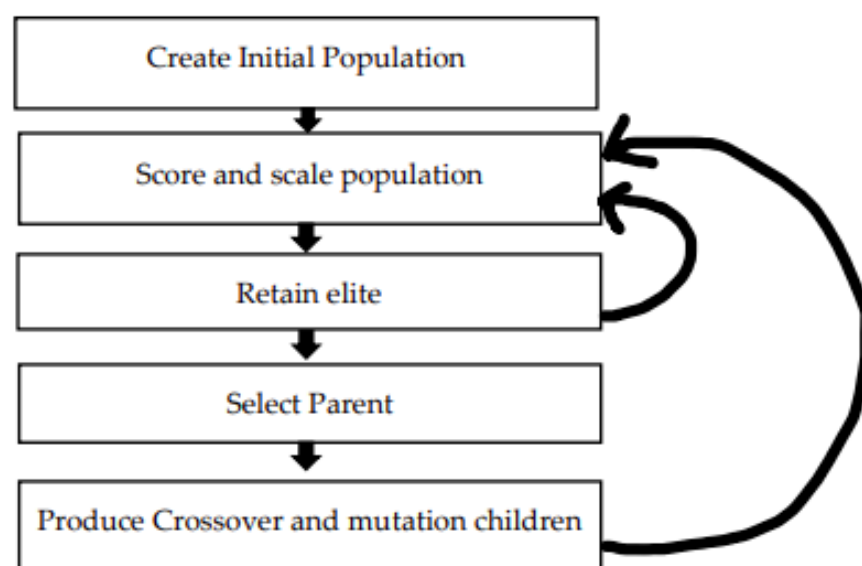 Create Initial Population
Score and scale population
Retain elite
Select Parent
Produce Crossover and mutation children